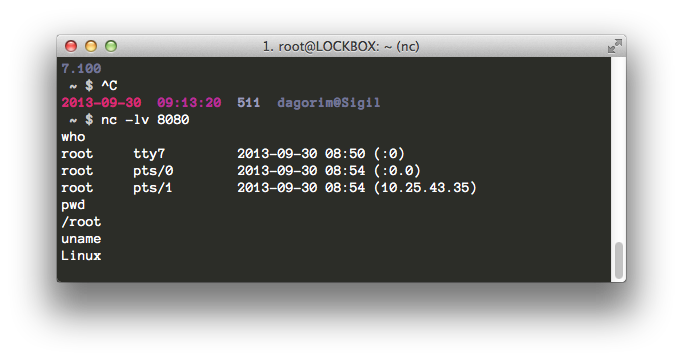 1. root@LOCKBOX: ~ (nc)
7.100
~ $ ^C
2013-09-30 09:13:20 511 dagorim@Sigil
~ $ nc -lv 8080
who
root tty7 2013-09-30 08:50 (:0)
root pts/0 2013-09-30 08:54 (:0.0)
root pts/1 2013-09-30 08:54 (10.25.43.35)
pwd
/root
uname
Linux